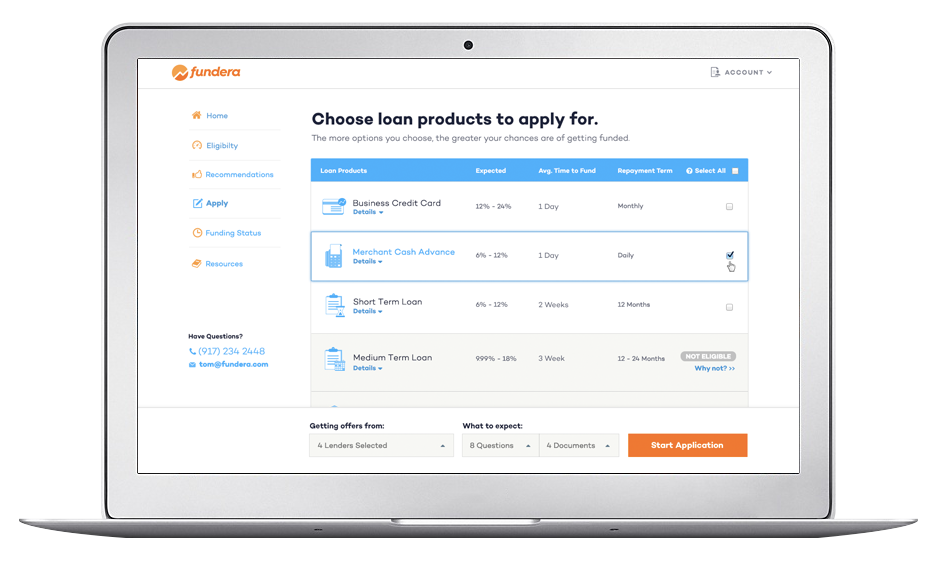 fundera
ACCOUNT
Home
Eligibilty
Recommendations
Apply
Funding Status
Resources
Have Questions?
(917) 234 2448
tom@fundera.com
Choose loan products to apply for.
The more options you choose, the greater your chances are of getting funded.
Loan Products Expected Avg. Time to Fund Repayment Term ? Select All
Business Credit Card 12% - 24% 1 Day Monthly
Details
Merchant Cash Advance 6% - 12% 1 Day Daily
Details
Short Term Loan 6% - 12% 2 Weeks 12 Months
Details
Medium Term Loan 999% - 18% 3 Week 12 - 24 Months NOT ELIGIBLE
Details Why not? >>
Getting offers from: What to expect:
4 Lenders Selected 8 Questions 4 Documents Start Application